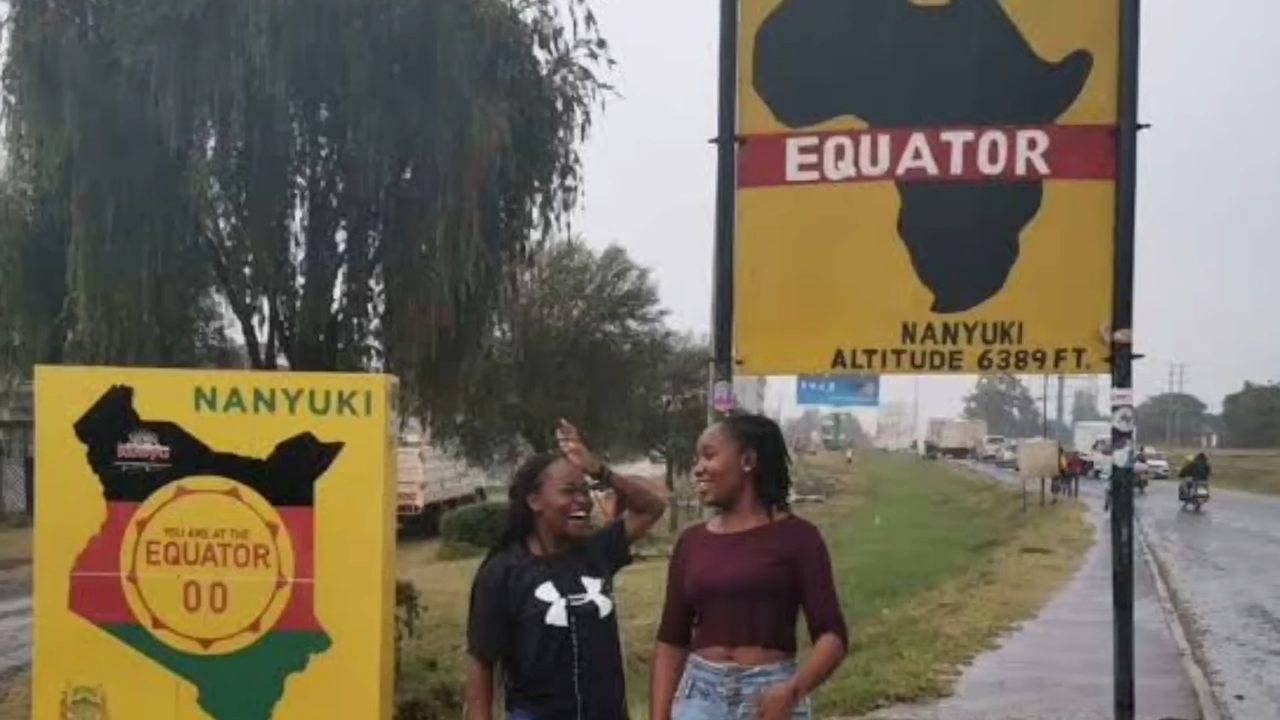 EQUATOR
NANYUKI
ALTITUDE 6389 FT.
NANYUKI
YOU ARE AT THE
EQUATOR
00